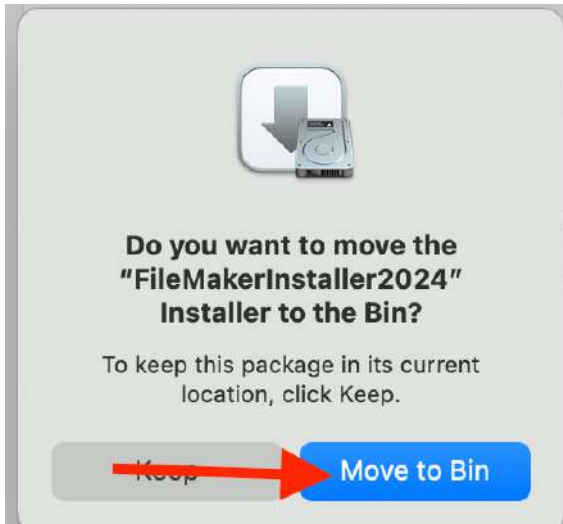 Do you want to move the
“FileMakerInstaller2024”
Installer to the Bin?
To keep this package in its current
location, click Keep.
Keep
Move to Bin